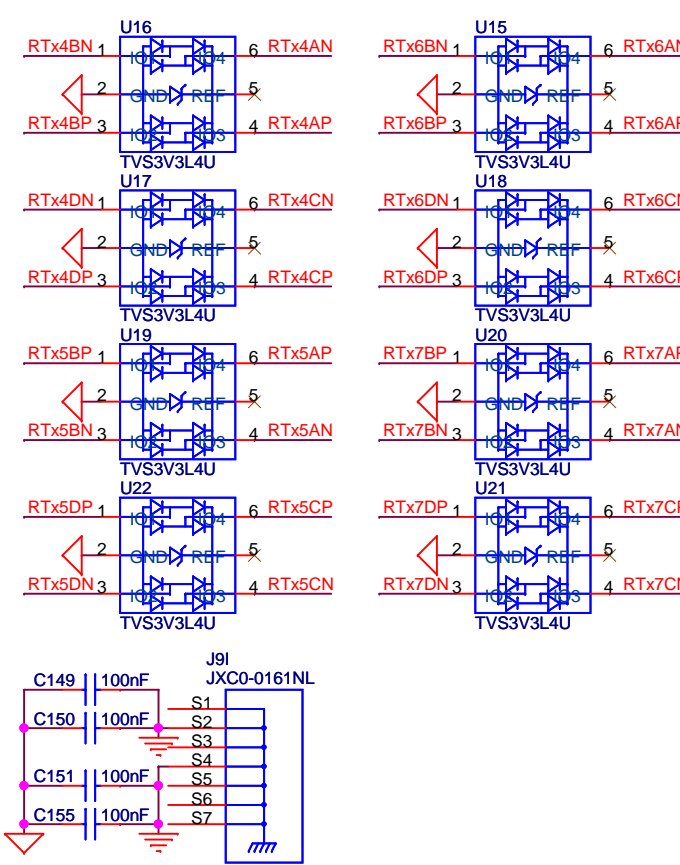 U16 U15
RTx4BN 1 IO1 IO4 6 RTx4AN RTx6BN 1 IO1 IO4 6 RTx6AN
2 GND REF 5 2 GND REF 5
RTx4BP 3 IO2 IO3 4 RTx4AP RTx6BP 3 IO2 IO3 4 RTx6AP
TVS3V3L4U TVS3V3L4U
U17 U18
RTx4DN 1 IO1 IO4 6 RTx4CN RTx6DN 1 IO1 IO4 6 RTx6CN
2 GND REF 5 2 GND REF 5
RTx4DP 3 IO2 IO3 4 RTx4CP RTx6DP 3 IO2 IO3 4 RTx6CP
TVS3V3L4U TVS3V3L4U
U19 U20
RTx5BP 1 IO1 IO4 6 RTx5AP RTx7BP 1 IO1 IO4 6 RTx7AP
2 GND REF 5 2 GND REF 5
RTx5BN 3 IO2 IO3 4 RTx5AN RTx7BN 3 IO2 IO3 4 RTx7AN
TVS3V3L4U TVS3V3L4U
U22 U21
RTx5DP 1 IO1 IO4 6 RTx5CP RTx7DP 1 IO1 IO4 6 RTx7CP
2 GND REF 5 2 GND REF 5
RTx5DN 3 IO2 IO3 4 RTx5CN RTx7DN 3 IO2 IO3 4 RTx7CN
TVS3V3L4U TVS3V3L4U
J9I
JXC0-0161NL
C149 100nF
S1
C150 100nF S2
S3
S4
C151 100nF S5
S6
C155 100nF S7